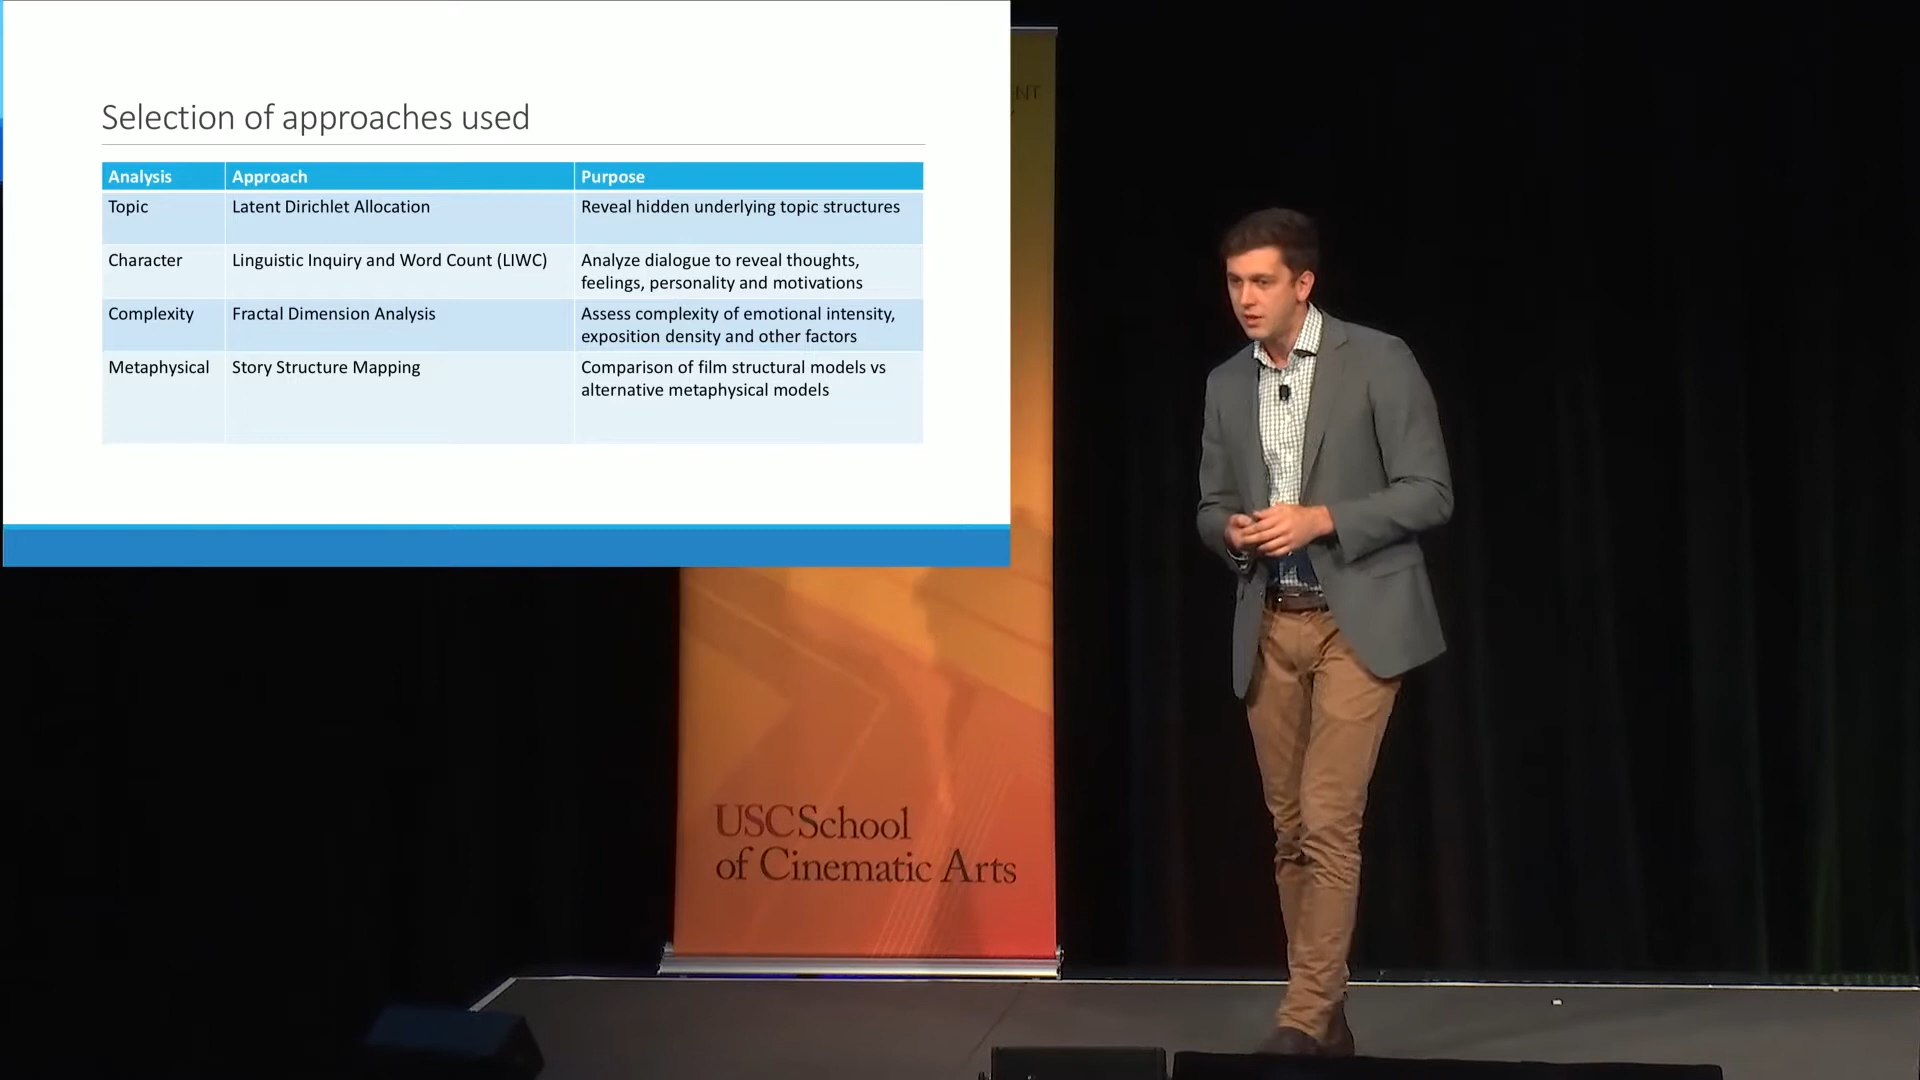 Selection of approaches used
Analysis Approach Purpose
Topic Latent Dirichlet Allocation Reveal hidden underlying topic structures
Character Linguistic Inquiry and Word Count (LIWC) Analyze dialogue to reveal thoughts,
feelings, personality and motivations
Complexity Fractal Dimension Analysis Assess complexity of emotional intensity,
exposition density and other factors
Metaphysical Story Structure Mapping Comparison of film structural models vs
alternative metaphysical models
USC School
of Cinematic Arts